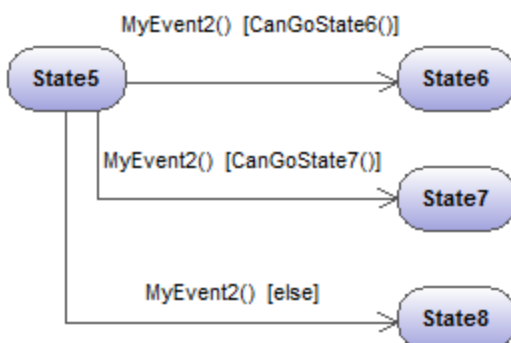 MyEvent2() [CanGoState6()]
State5
State6
MyEvent2() [CanGoState7()]
State7
MyEvent2() [else]
State8